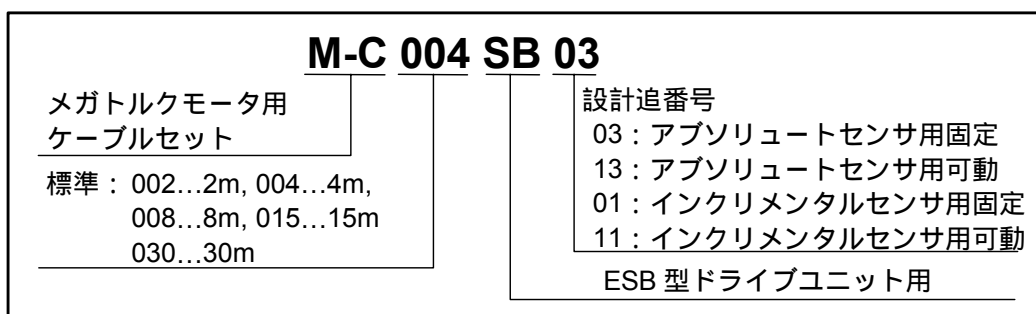 M-C 004 SB 03
メガトルクモータ用
ケーブルセット
標準：002…2m, 004…4m,
008…8m, 015…15m
030…30m
設計追番号
03：アブソリュートセンサ用固定
13：アブソリュートセンサ用可動
01：インクリメンタルセンサ用固定
11：インクリメンタルセンサ用可動
ESB 型ドライブユニット用